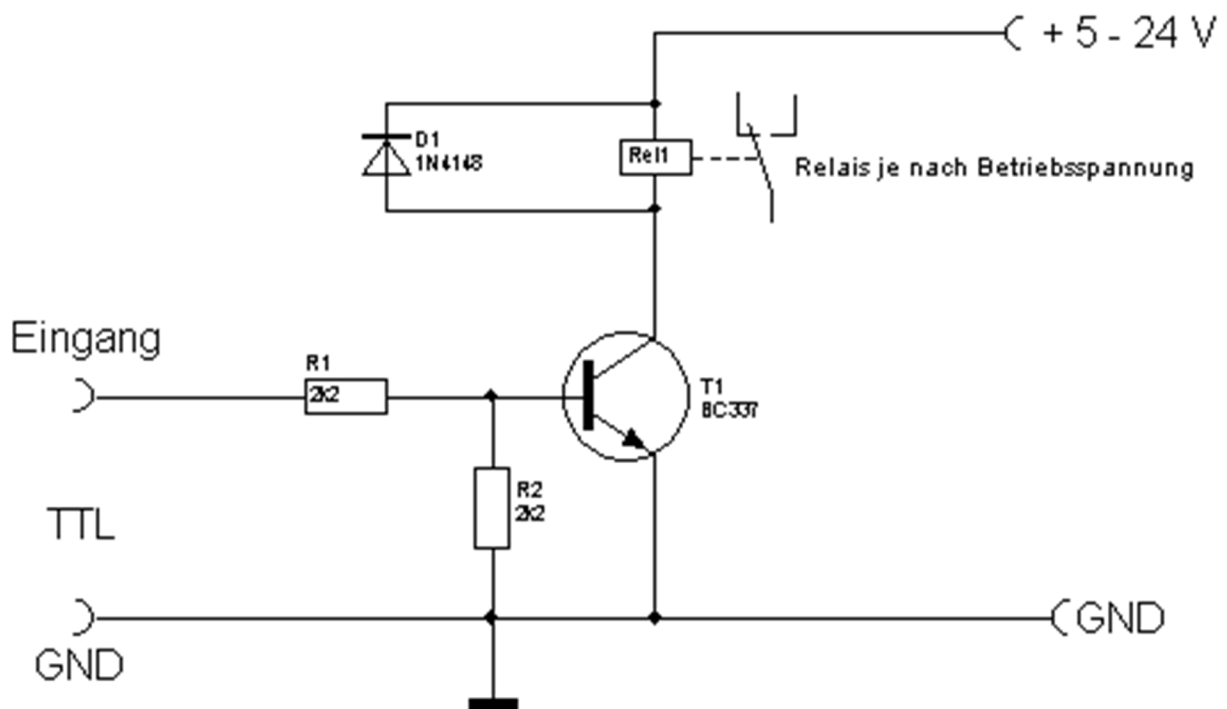 + 5 - 24 V
D1
1N4148
Rel1
Relais je nach Betriebsspannung
Eingang
R1
2k2
T1
BC337
R2
2k2
TTL
GND
GND